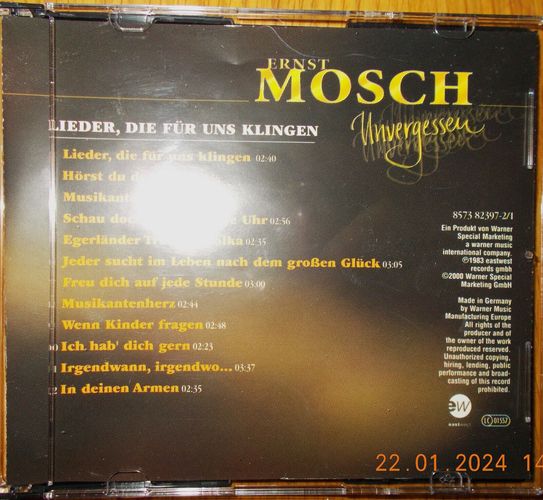 ERNST
MOSCH
Unvergessen
LIEDER, DIE FÜR UNS KLINGEN
Lieder, die für uns klingen 02:40
Hörst du
Musikanten
Schau Uhr 02:56
Egerländer 02:35
Jeder sucht im Leben nach dem großen Glück 03:05
Freu dich auf jede Stunde 03:00
Musikantenherz 02:44
Wenn Kinder fragen 02:48
Ich hab' dich gern 02:23
Irgendwann, irgendwo... 03:37
In deinen Armen 02:35
8573 82397-2/1
Ein Produkt von Warner
Special Marketing
a warner music
international company.
℗1983 eastwest
records gmbh
©2000 Warner Special
Marketing GmbH
Made in Germany
by Warner Music
Manufacturing Europe
All rights of the
producer and of
the owner of the work
reproduced reserved.
Unauthorized copying,
hiring, lending, public
performance and broad-
casting of this record
prohibited.
ew
eastwest
LC 01557
22.01.2024 14